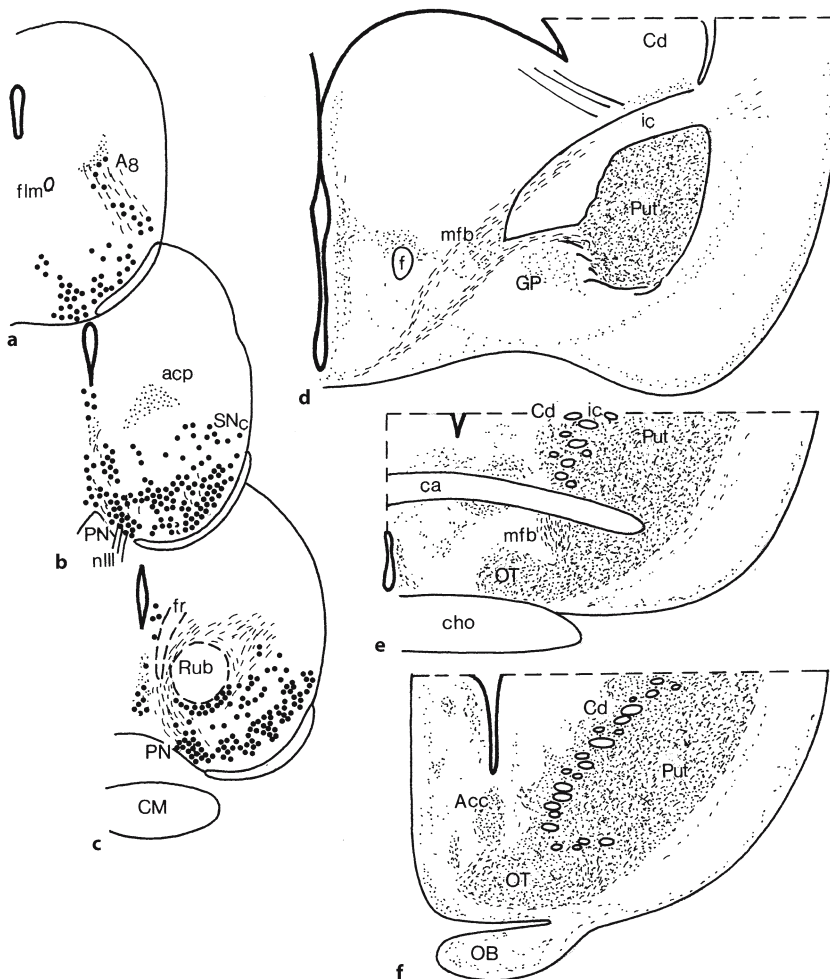 A8
flm
a
acp
SNC
PN
nIII
b
fr
Rub
PN
CM
c
Cd
ic
Put
mfb
f
GP
d
Cd ic
Put
ca
mfb
OT
cho
e
Cd
Put
Acc
OT
OB
f